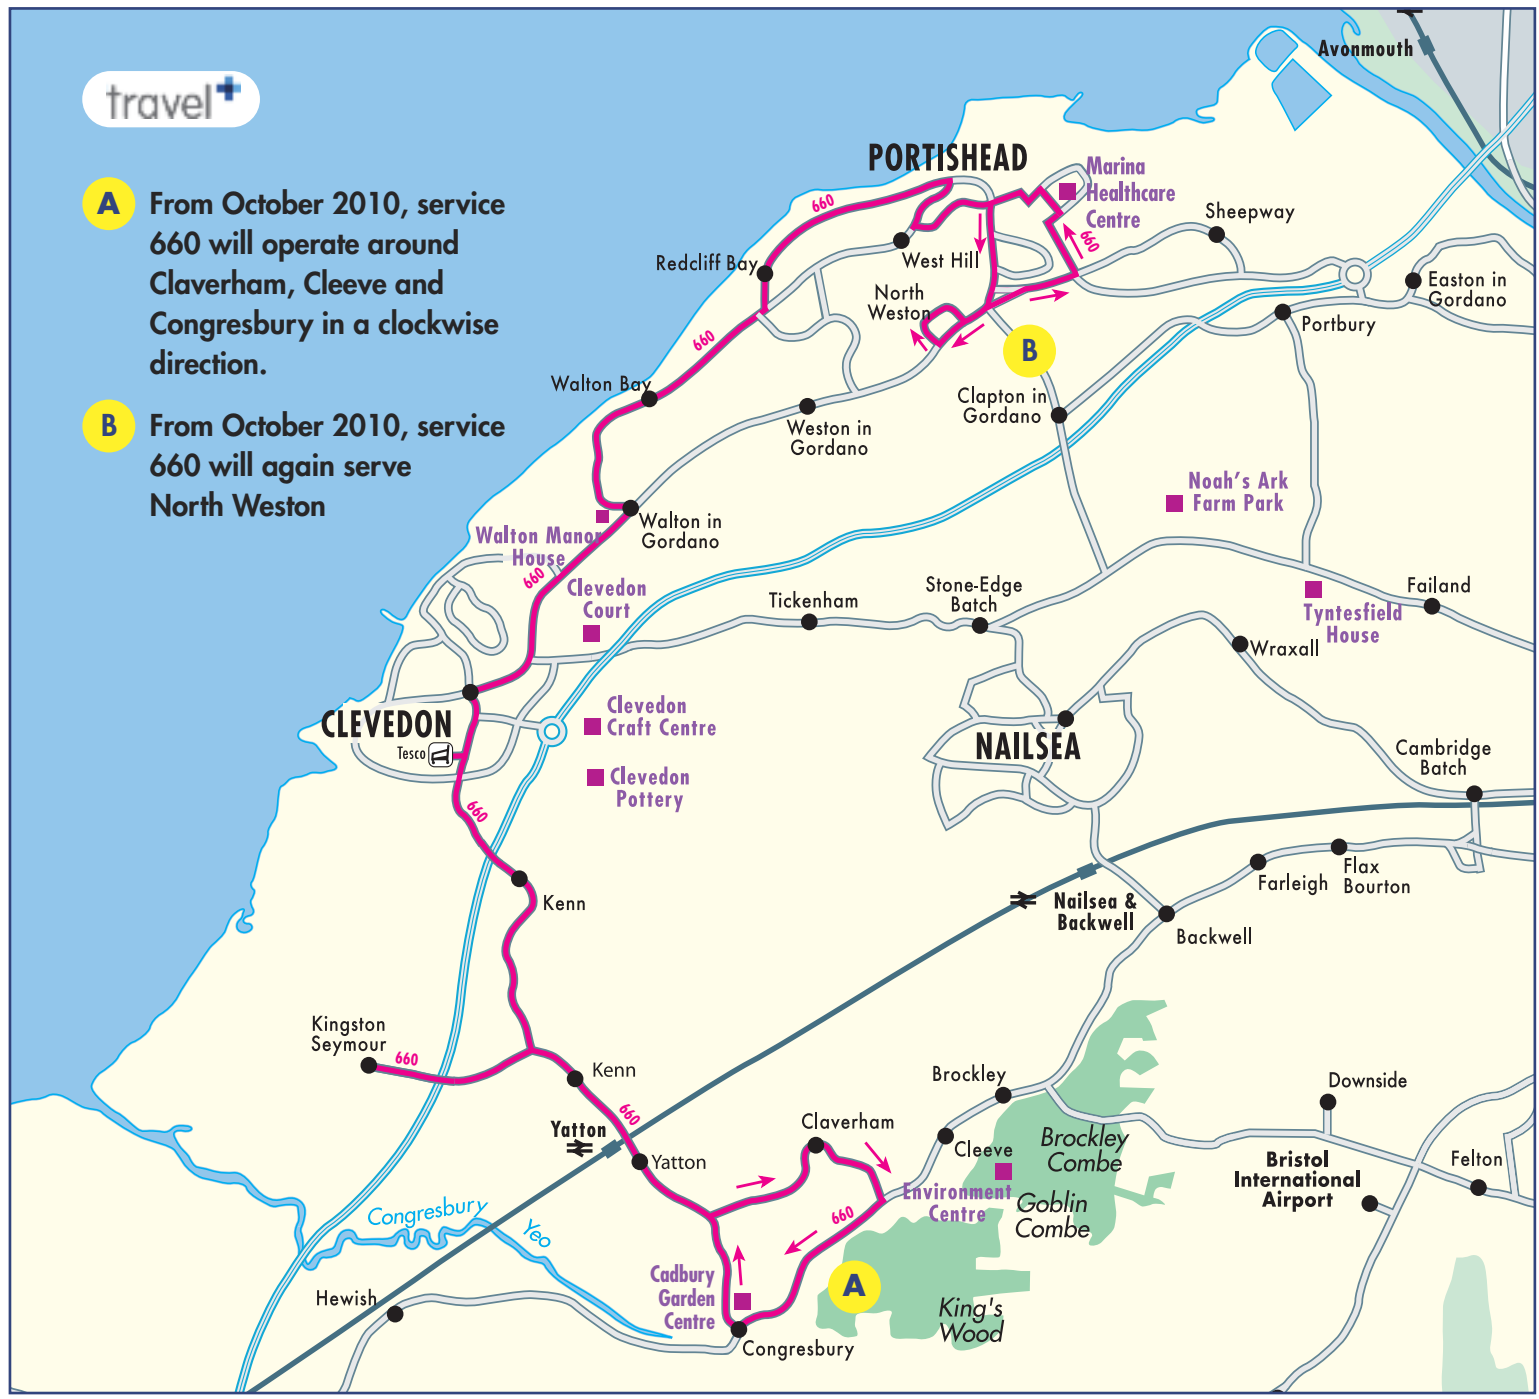 travel+
A
From October 2010, service
660 will operate around
Claverham, Cleeve and
Congresbury in a clockwise
direction.
B
From October 2010, service
660 will again serve
North Weston
Avonmouth
PORTISHEAD
Marina
Healthcare
Centre
660
Sheepway
660
Redcliff Bay
West Hill
Easton in
Gordano
North
Weston
Portbury
660
B
Walton Bay
Clapton in
Gordano
Weston in
Gordano
Noah's Ark
Farm Park
Walton in
Gordano
Walton Manor
House
660
Clevedon
Court
Tickenham
Stone-Edge
Batch
Failand
Tyntesfield
House
Wraxall
CLEVEDON
Tesco
Clevedon
Craft Centre
NAILSEA
Cambridge
Batch
Clevedon
Pottery
660
Farleigh
Flax
Bourton
Kenn
Nailsea &
Backwell
Backwell
Kingston
Seymour
660
Kenn
Brockley
Downside
660
Yatton
Claverham
Yatton
Cleeve
Brockley
Combe
Bristol
International
Airport
Felton
Environment
Centre
Goblin
Combe
660
Congresbury
Yeo
Cadbury
Garden
Centre
A
Hewish
King's
Wood
Congresbury